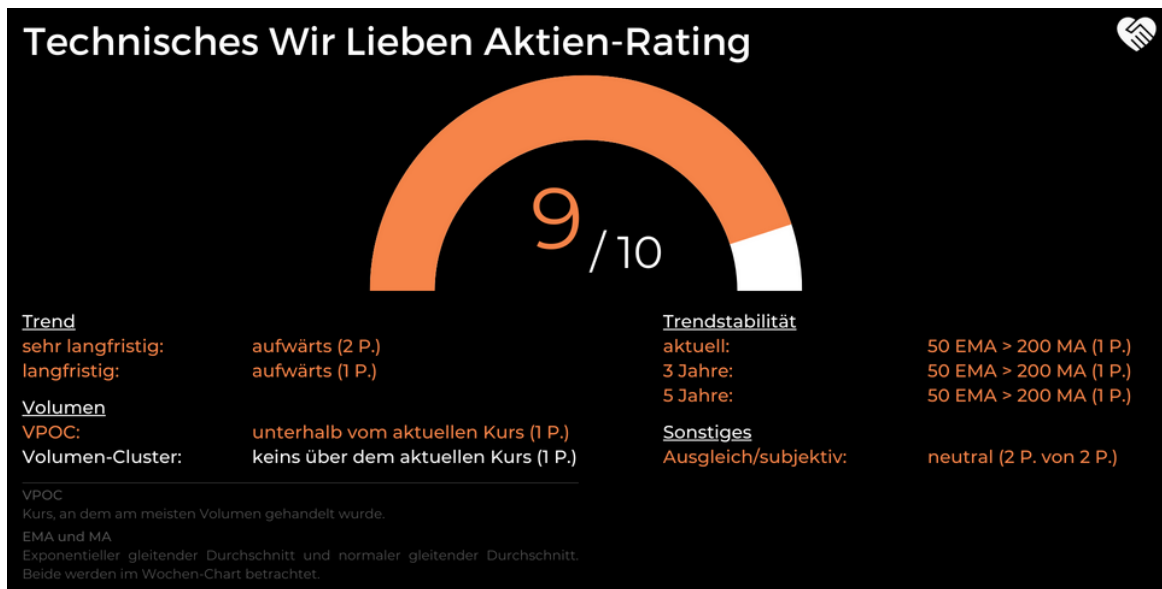 Technisches Wir Lieben Aktien-Rating
9 / 10
Trend
sehr langfristig: aufwärts (2 P.)
langfristig: aufwärts (1 P.)
Volumen
VPOC: unterhalb vom aktuellen Kurs (1 P.)
Volumen-Cluster: keins über dem aktuellen Kurs (1 P.)
VPOC
Kurs, an dem am meisten Volumen gehandelt wurde.
EMA und MA
Exponentieller gleitender Durchschnitt und normaler gleitender Durchschnitt.
Beide werden im Wochen-Chart betrachtet.
Trendstabilität
aktuell: 50 EMA > 200 MA (1 P.)
3 Jahre: 50 EMA > 200 MA (1 P.)
5 Jahre: 50 EMA > 200 MA (1 P.)
Sonstiges
Ausgleich/subjektiv: neutral (2 P. von 2 P.)